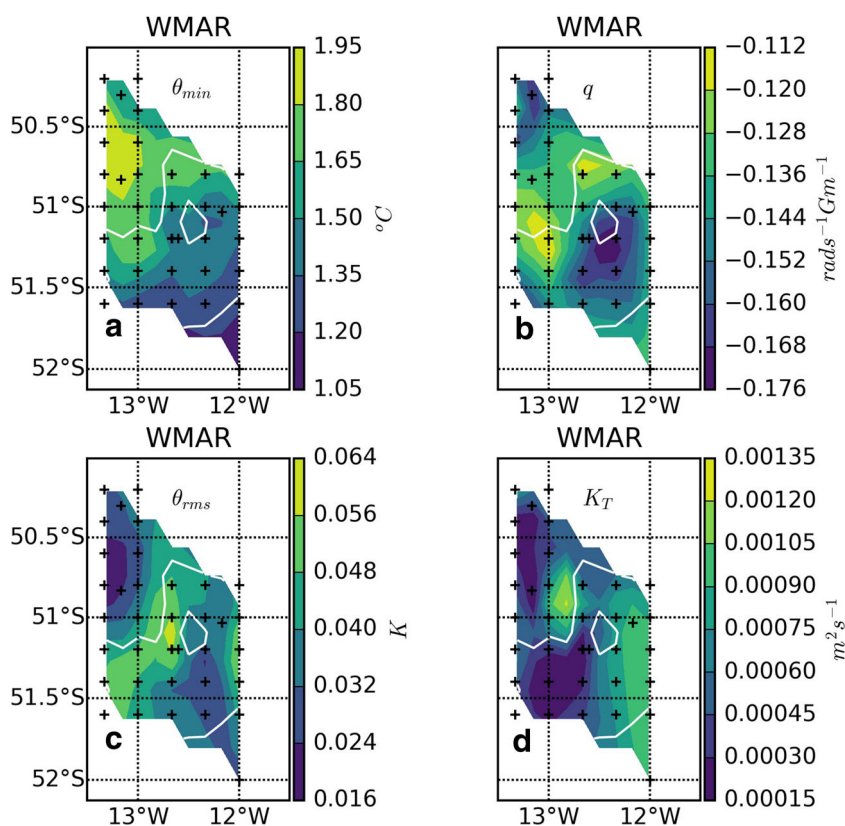 WMAR
θmin
50.5°S
51°S
51.5°S
52°S
13°W 12°W
a
1.95
1.80
1.65
1.50
1.35
1.20
1.05
°C
WMAR
q
13°W 12°W
b
−0.112
−0.120
−0.128
−0.136
−0.144
−0.152
−0.160
−0.168
−0.176
rads⁻¹Gm⁻¹
WMAR
θrms
50.5°S
51°S
51.5°S
52°S
13°W 12°W
c
0.064
0.056
0.048
0.040
0.032
0.024
0.016
K
WMAR
K_T
13°W 12°W
d
0.00135
0.00120
0.00105
0.00090
0.00075
0.00060
0.00045
0.00030
0.00015
m²s⁻¹